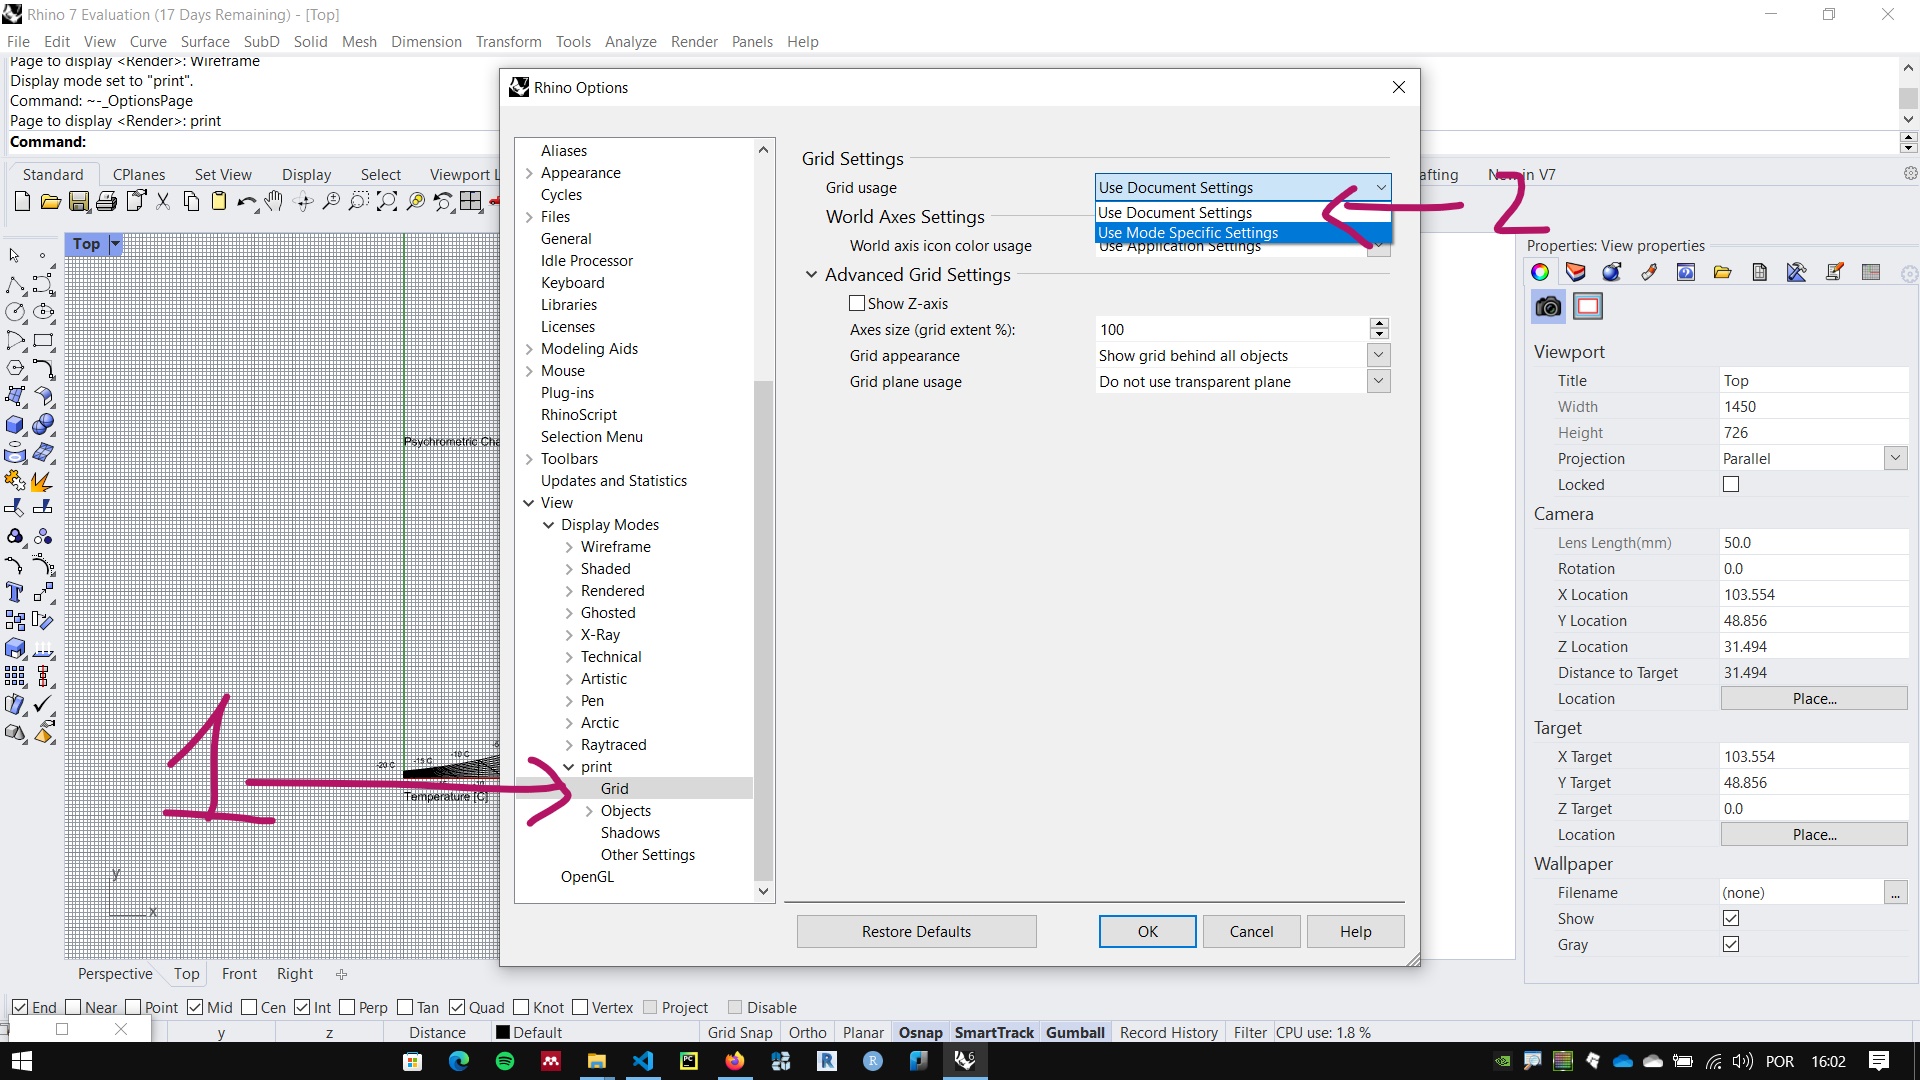 Rhino 7 Evaluation (17 Days Remaining) - [Top]
File Edit View Curve Surface SubD Solid Mesh Dimension Transform Tools Analyze Render Panels Help
Page to display <Render>: Wireframe
Display mode set to "print".
Command: ~-_OptionsPage
Page to display <Render>: print
Command:
Standard CPlanes Set View Display Select Viewport L
afting New in V7
Top
Psychrometric Cha
-20 C -15 C -10 C
Temperature [C]
y
x
1
2
Rhino Options
Aliases
Appearance
Cycles
Files
General
Idle Processor
Keyboard
Libraries
Licenses
Modeling Aids
Mouse
Plug-ins
RhinoScript
Selection Menu
Toolbars
Updates and Statistics
View
Display Modes
Wireframe
Shaded
Rendered
Ghosted
X-Ray
Technical
Artistic
Pen
Arctic
Raytraced
print
Grid
Objects
Shadows
Other Settings
OpenGL
Grid Settings
Grid usage Use Document Settings
Use Document Settings
Use Mode Specific Settings
World Axes Settings
World axis icon color usage Use Application Settings
Advanced Grid Settings
Show Z-axis
Axes size (grid extent %): 100
Grid appearance Show grid behind all objects
Grid plane usage Do not use transparent plane
Restore Defaults OK Cancel Help
Properties: View properties
Viewport
Title Top
Width 1450
Height 726
Projection Parallel
Locked
Camera
Lens Length(mm) 50.0
Rotation 0.0
X Location 103.554
Y Location 48.856
Z Location 31.494
Distance to Target 31.494
Location Place...
Target
X Target 103.554
Y Target 48.856
Z Target 0.0
Location Place...
Wallpaper
Filename (none) ...
Show
Gray
Perspective Top Front Right
End Near Point Mid Cen Int Perp Tan Quad Knot Vertex Project Disable
y z Distance Default Grid Snap Ortho Planar Osnap SmartTrack Gumball Record History Filter CPU use: 1.8 %
POR 16:02